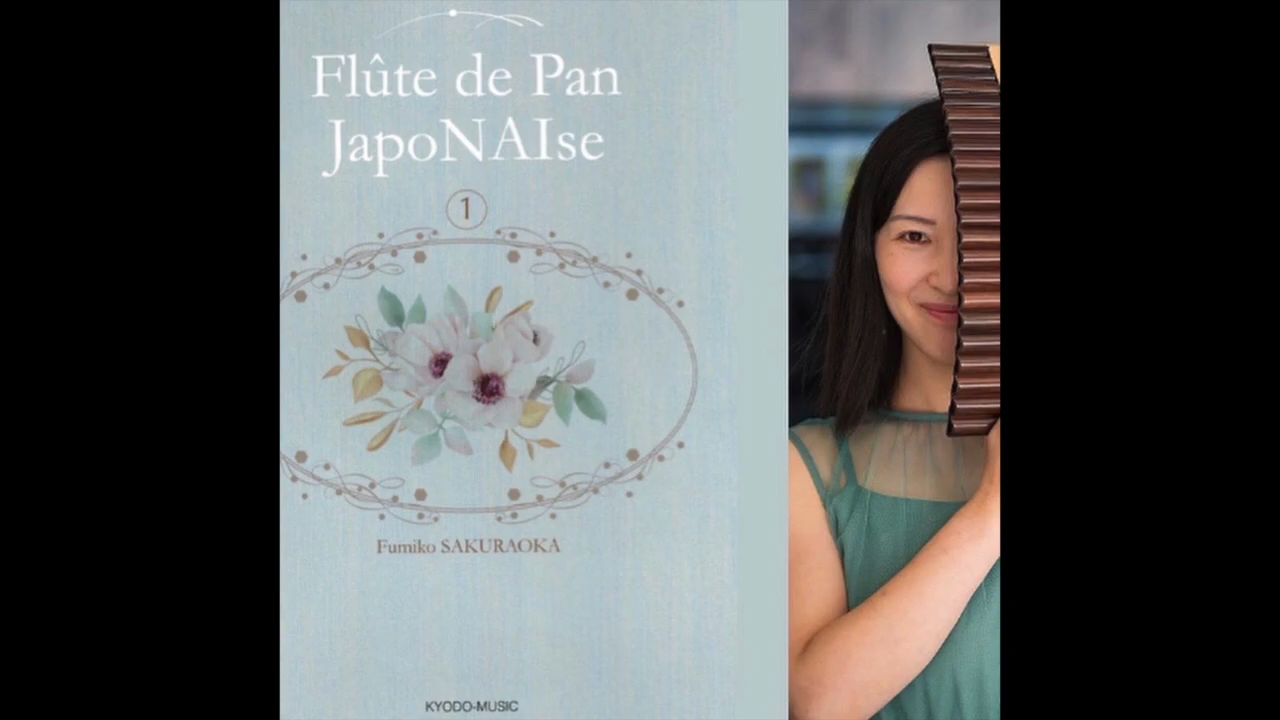 Flûte de Pan
JapoNAIse
1
Fumiko SAKURAOKA
KYODO-MUSIC